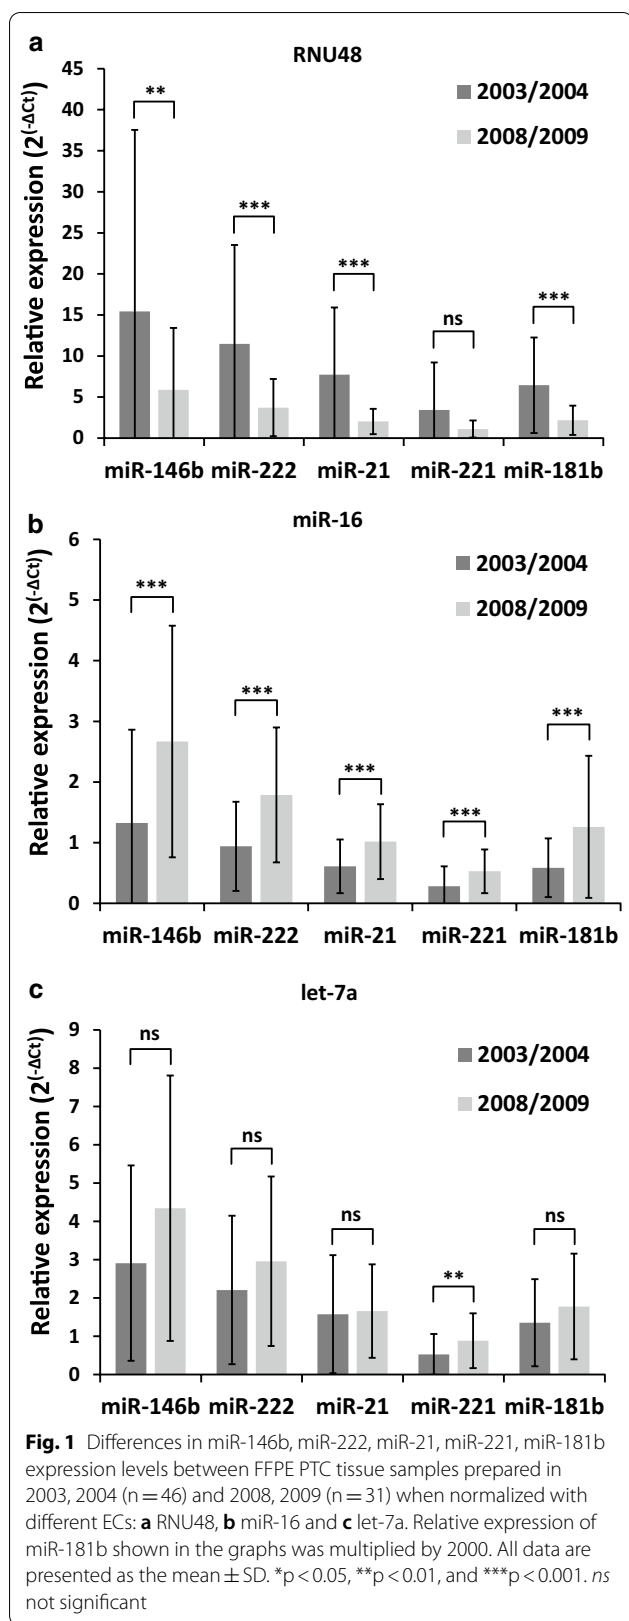 a
RNU48
Relative expression (2^(-ΔCt))
45
40
35
30
25
20
15
10
5
0
**
***
***
ns
***
2003/2004
2008/2009
miR-146b miR-222 miR-21 miR-221 miR-181b
b
miR-16
Relative expression (2^(-ΔCt))
6
5
4
3
2
1
0
***
***
***
***
***
2003/2004
2008/2009
miR-146b miR-222 miR-21 miR-221 miR-181b
c
let-7a
Relative expression (2^(-ΔCt))
9
8
7
6
5
4
3
2
1
0
ns
ns
ns
**
ns
2003/2004
2008/2009
miR-146b miR-222 miR-21 miR-221 miR-181b
Fig. 1 Differences in miR-146b, miR-222, miR-21, miR-221, miR-181b
expression levels between FFPE PTC tissue samples prepared in
2003, 2004 (n = 46) and 2008, 2009 (n = 31) when normalized with
different ECs: a RNU48, b miR-16 and c let-7a. Relative expression of
miR-181b shown in the graphs was multiplied by 2000. All data are
presented as the mean ± SD. *p < 0.05, **p < 0.01, and ***p < 0.001. ns
not significant